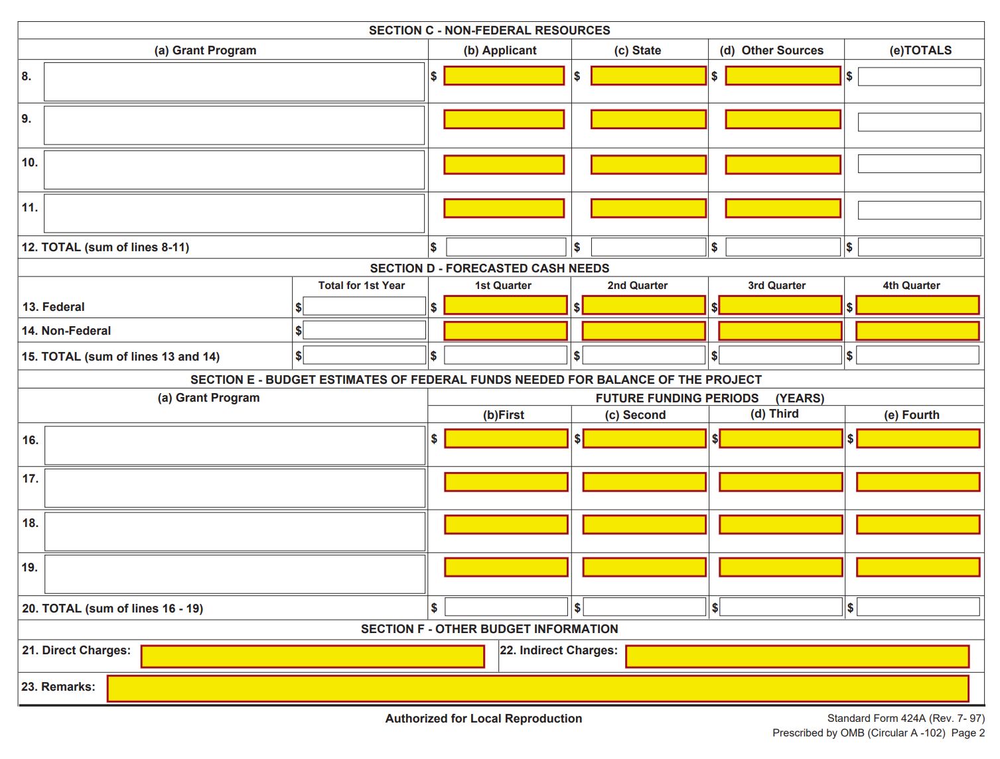 SECTION C - NON-FEDERAL RESOURCES
(a) Grant Program (b) Applicant (c) State (d) Other Sources (e)TOTALS
8. $ $ $ $
9.
10.
11.
12. TOTAL (sum of lines 8-11) $ $ $ $
SECTION D - FORECASTED CASH NEEDS
Total for 1st Year 1st Quarter 2nd Quarter 3rd Quarter 4th Quarter
13. Federal $ $ $ $ $
14. Non-Federal $
15. TOTAL (sum of lines 13 and 14) $ $ $ $ $
SECTION E - BUDGET ESTIMATES OF FEDERAL FUNDS NEEDED FOR BALANCE OF THE PROJECT
(a) Grant Program FUTURE FUNDING PERIODS (YEARS)
(b)First (c) Second (d) Third (e) Fourth
16. $ $ $ $
17.
18.
19.
20. TOTAL (sum of lines 16 - 19) $ $ $ $
SECTION F - OTHER BUDGET INFORMATION
21. Direct Charges: 22. Indirect Charges:
23. Remarks:
Authorized for Local Reproduction Standard Form 424A (Rev. 7- 97)
Prescribed by OMB (Circular A -102) Page 2